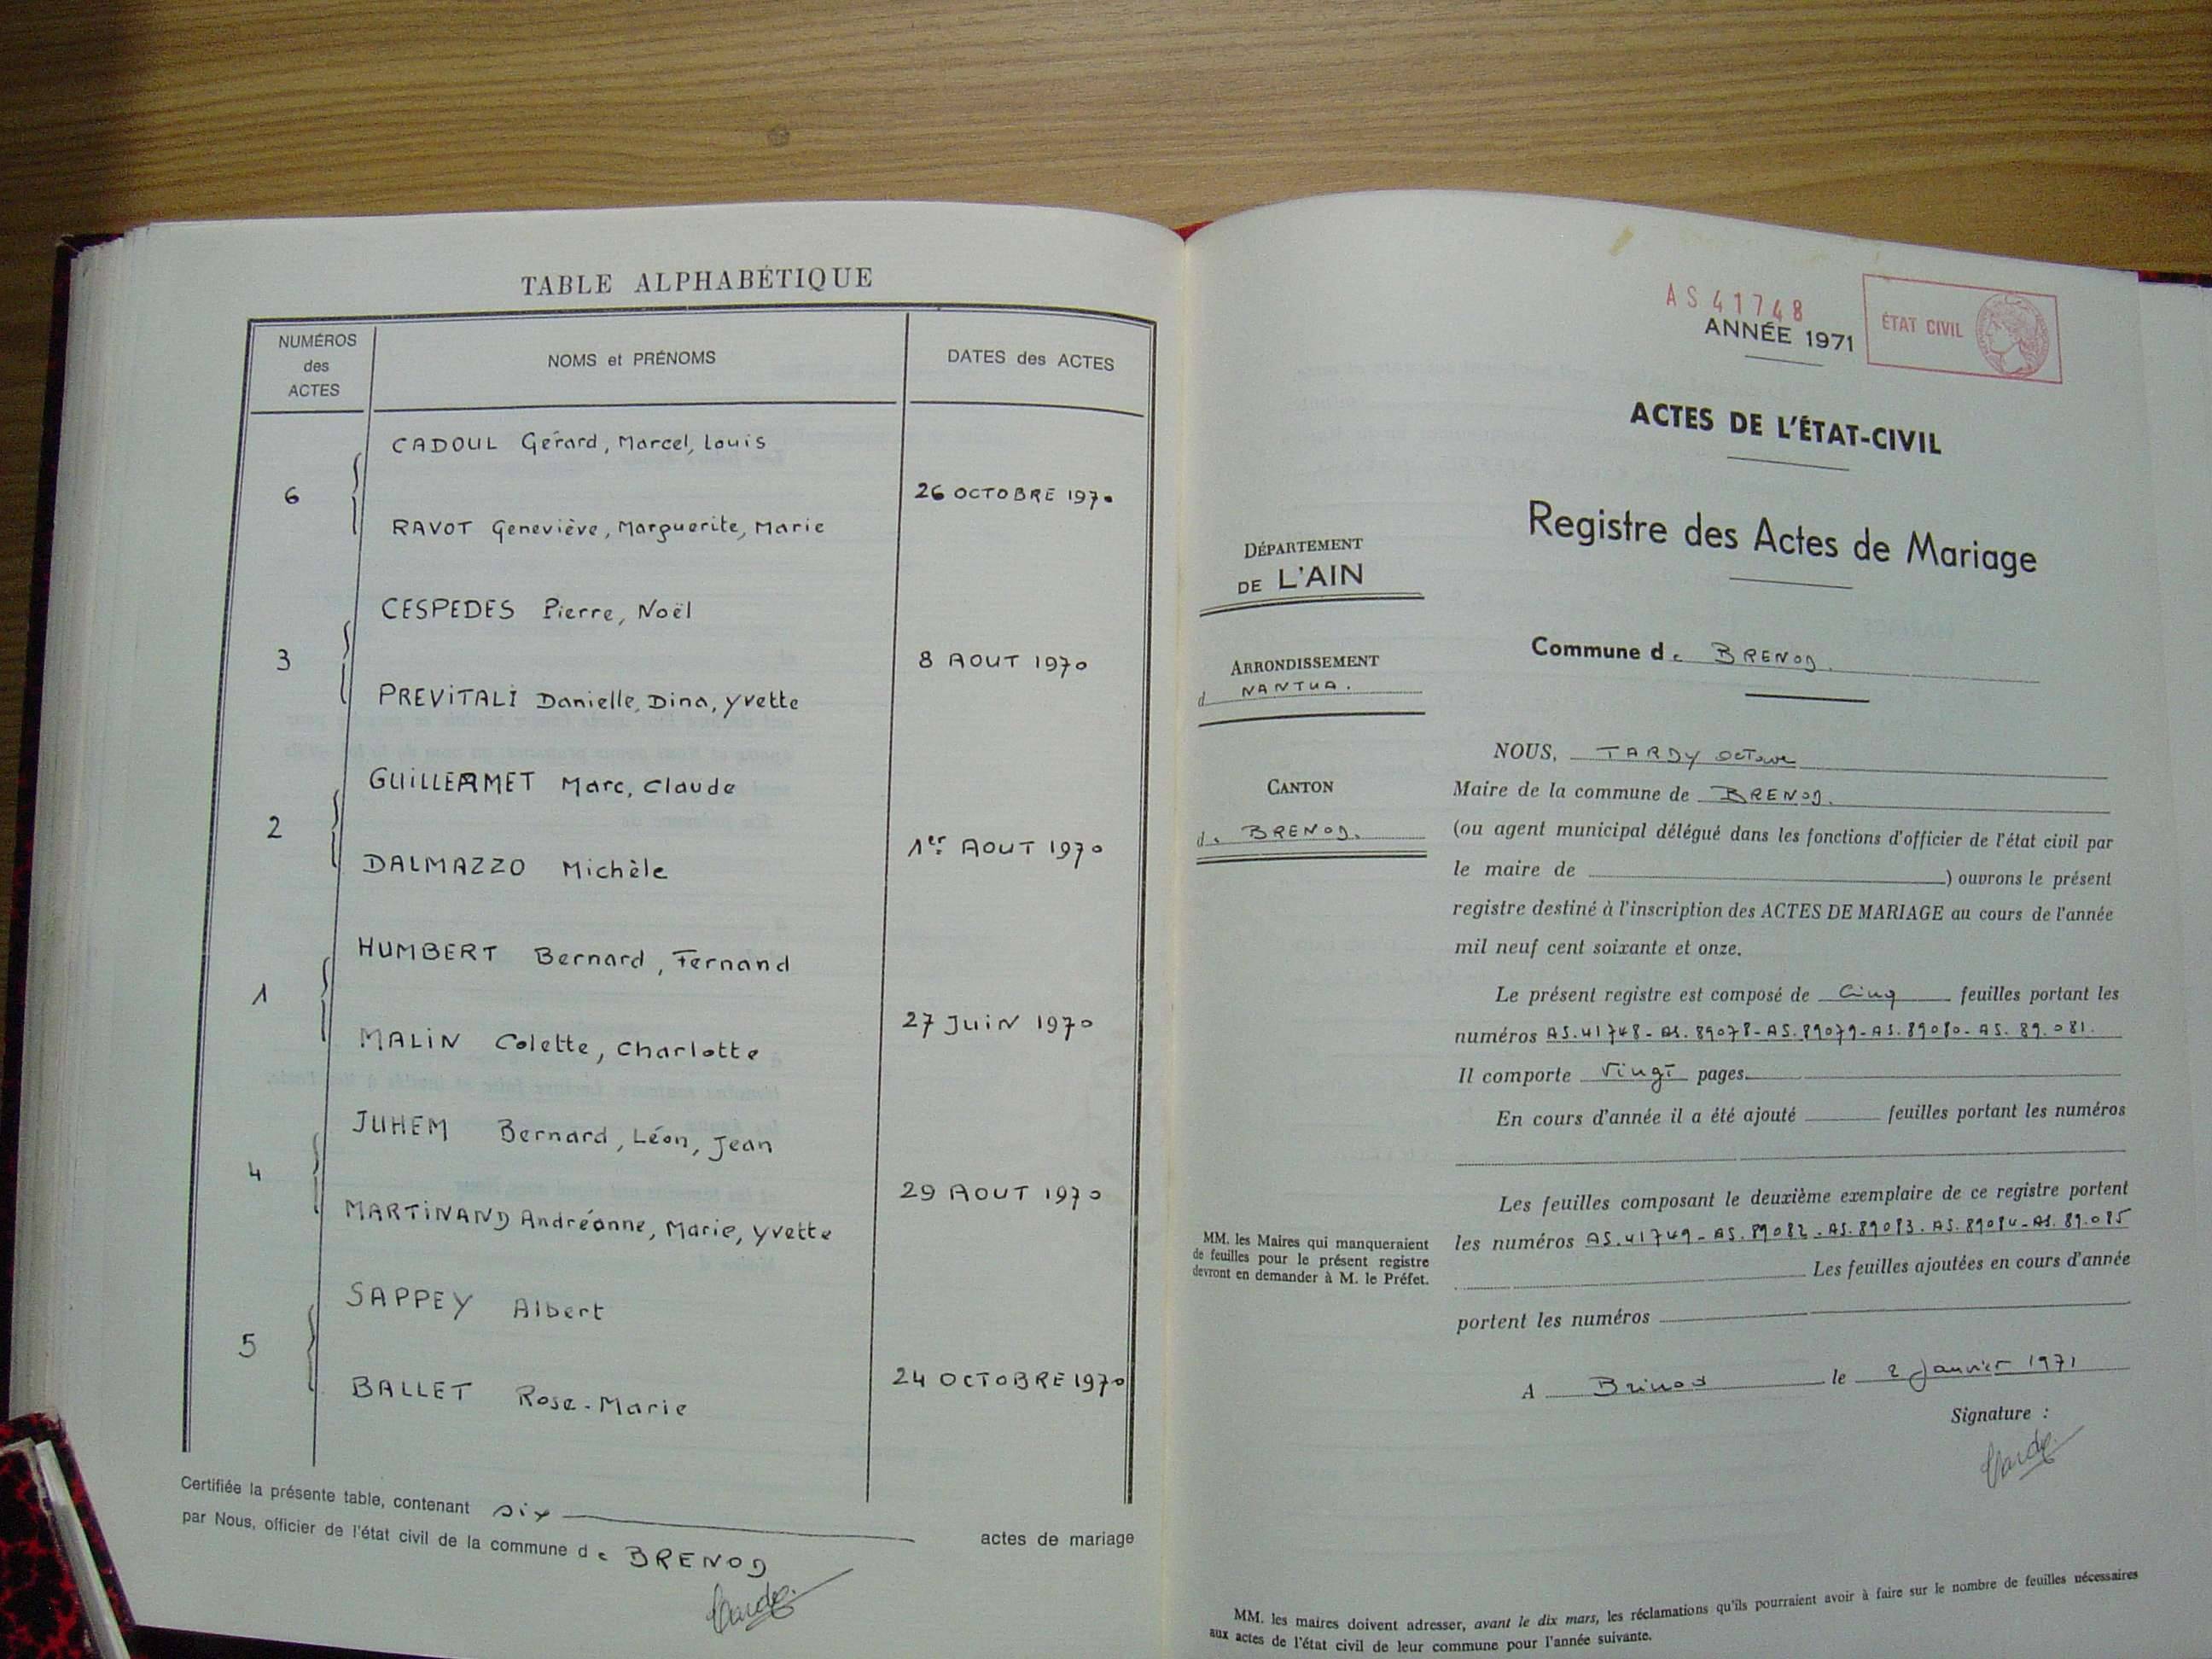 TABLE ALPHABÉTIQUE
NUMÉROS des ACTES
NOMS et PRÉNOMS
DATES des ACTES
CADOUL Gérard, Marcel, Louis
6
26 OCTOBRE 1970
RAVOT Geneviève, Marguerite, Marie
CESPEDES Pierre, Noël
3
8 AOUT 1970
PREVITALI Danielle, Dina, Yvette
GUILLERMET Marc, Claude
2
1er AOUT 1970
DALMAZZO Michèle
HUMBERT Bernard, Fernand
1
27 JUIN 1970
MALIN Colette, Charlotte
JUHEM Bernard, Léon, Jean
4
29 AOUT 1970
MARTINAND Andréanne, Marie, Yvette
SAPPEY Albert
5
24 OCTOBRE 1970
BALLET Rose-Marie
Certifiée la présente table, contenant six actes de mariage
par Nous, officier de l'état civil de la commune de BRENOD
AS 41748
ÉTAT CIVIL
ANNÉE 1971
ACTES DE L'ÉTAT-CIVIL
Registre des Actes de Mariage
DÉPARTEMENT
DE L'AIN
Commune de BRENOD.
ARRONDISSEMENT
d NANTUA.
CANTON
de BRENOD.
NOUS, TARDY Octave
Maire de la commune de BRENOD.
(ou agent municipal délégué dans les fonctions d'officier de l'état civil par
le maire de ) ouvrons le présent
registre destiné à l'inscription des ACTES DE MARIAGE au cours de l'année
mil neuf cent soixante et onze.
Le présent registre est composé de Cinq feuilles portant les
numéros AS.41748-AS.89078-AS.89079-AS.89080-AS.89.081.
Il comporte Vingt pages
En cours d'année il a été ajouté feuilles portant les numéros
Les feuilles composant le deuxième exemplaire de ce registre portent
les numéros AS.41749-AS.89082.AS.89083.AS.89084-AS.89.085
Les feuilles ajoutées en cours d'année
portent les numéros
A Brenod le 2 Janvier 1971
Signature :
MM. les Maires qui manqueraient
de feuilles pour le présent registre
devront en demander à M. le Préfet.
MM. les maires doivent adresser, avant le dix mars, les réclamations qu'ils pourraient avoir à faire sur le nombre de feuilles nécessaires
aux actes de l'état civil de leur commune pour l'année suivante.